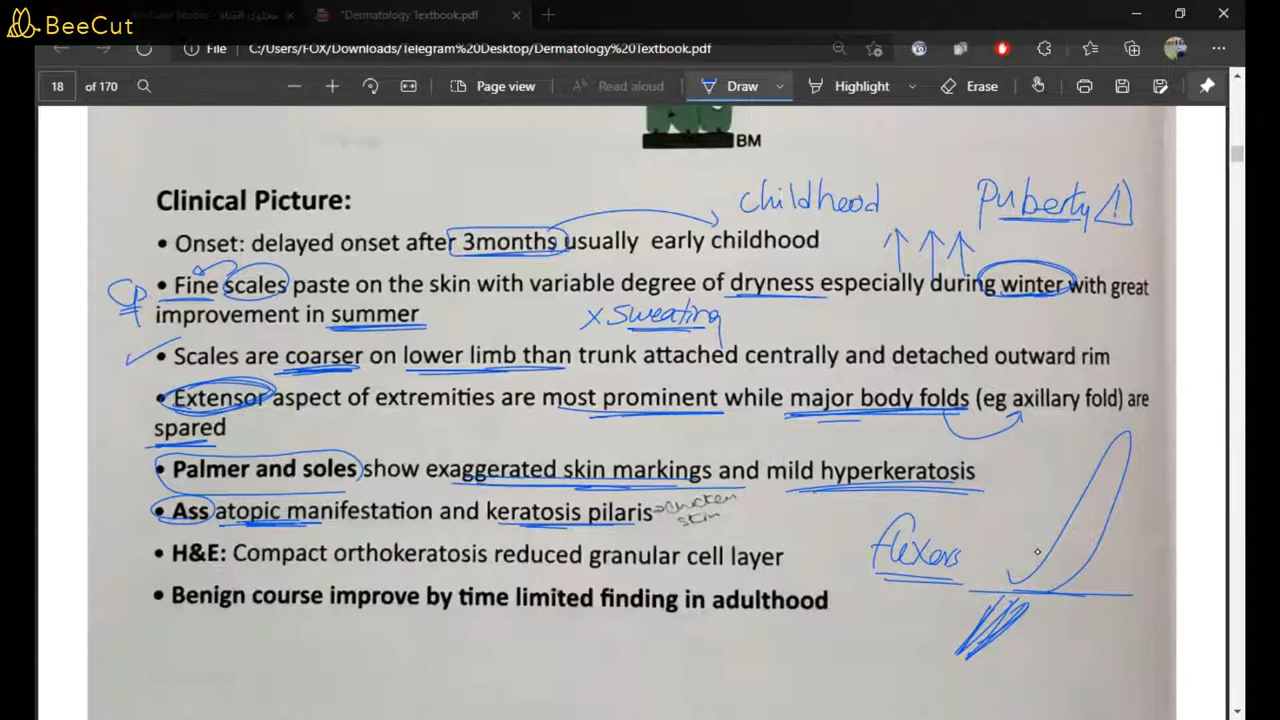 BeeCut
"Dermatology Textbook.pdf
File C:/Users/FOX/Downloads/Telegram%20Desktop/Dermatology%20Textbook.pdf
18 of 170 Page view Read aloud Draw Highlight Erase
BM
Clinical Picture:
childhood
puberty
• Onset: delayed onset after 3months usually early childhood
• Fine scales paste on the skin with variable degree of dryness especially during winter with great
improvement in summer
x sweating
• Scales are coarser on lower limb than trunk attached centrally and detached outward rim
• Extensor aspect of extremities are most prominent while major body folds (eg axillary fold) are
spared
• Palmer and soles show exaggerated skin markings and mild hyperkeratosis
• Ass atopic manifestation and keratosis pilaris
chicken
skin
flexors
• H&E: Compact orthokeratosis reduced granular cell layer
• Benign course improve by time limited finding in adulthood